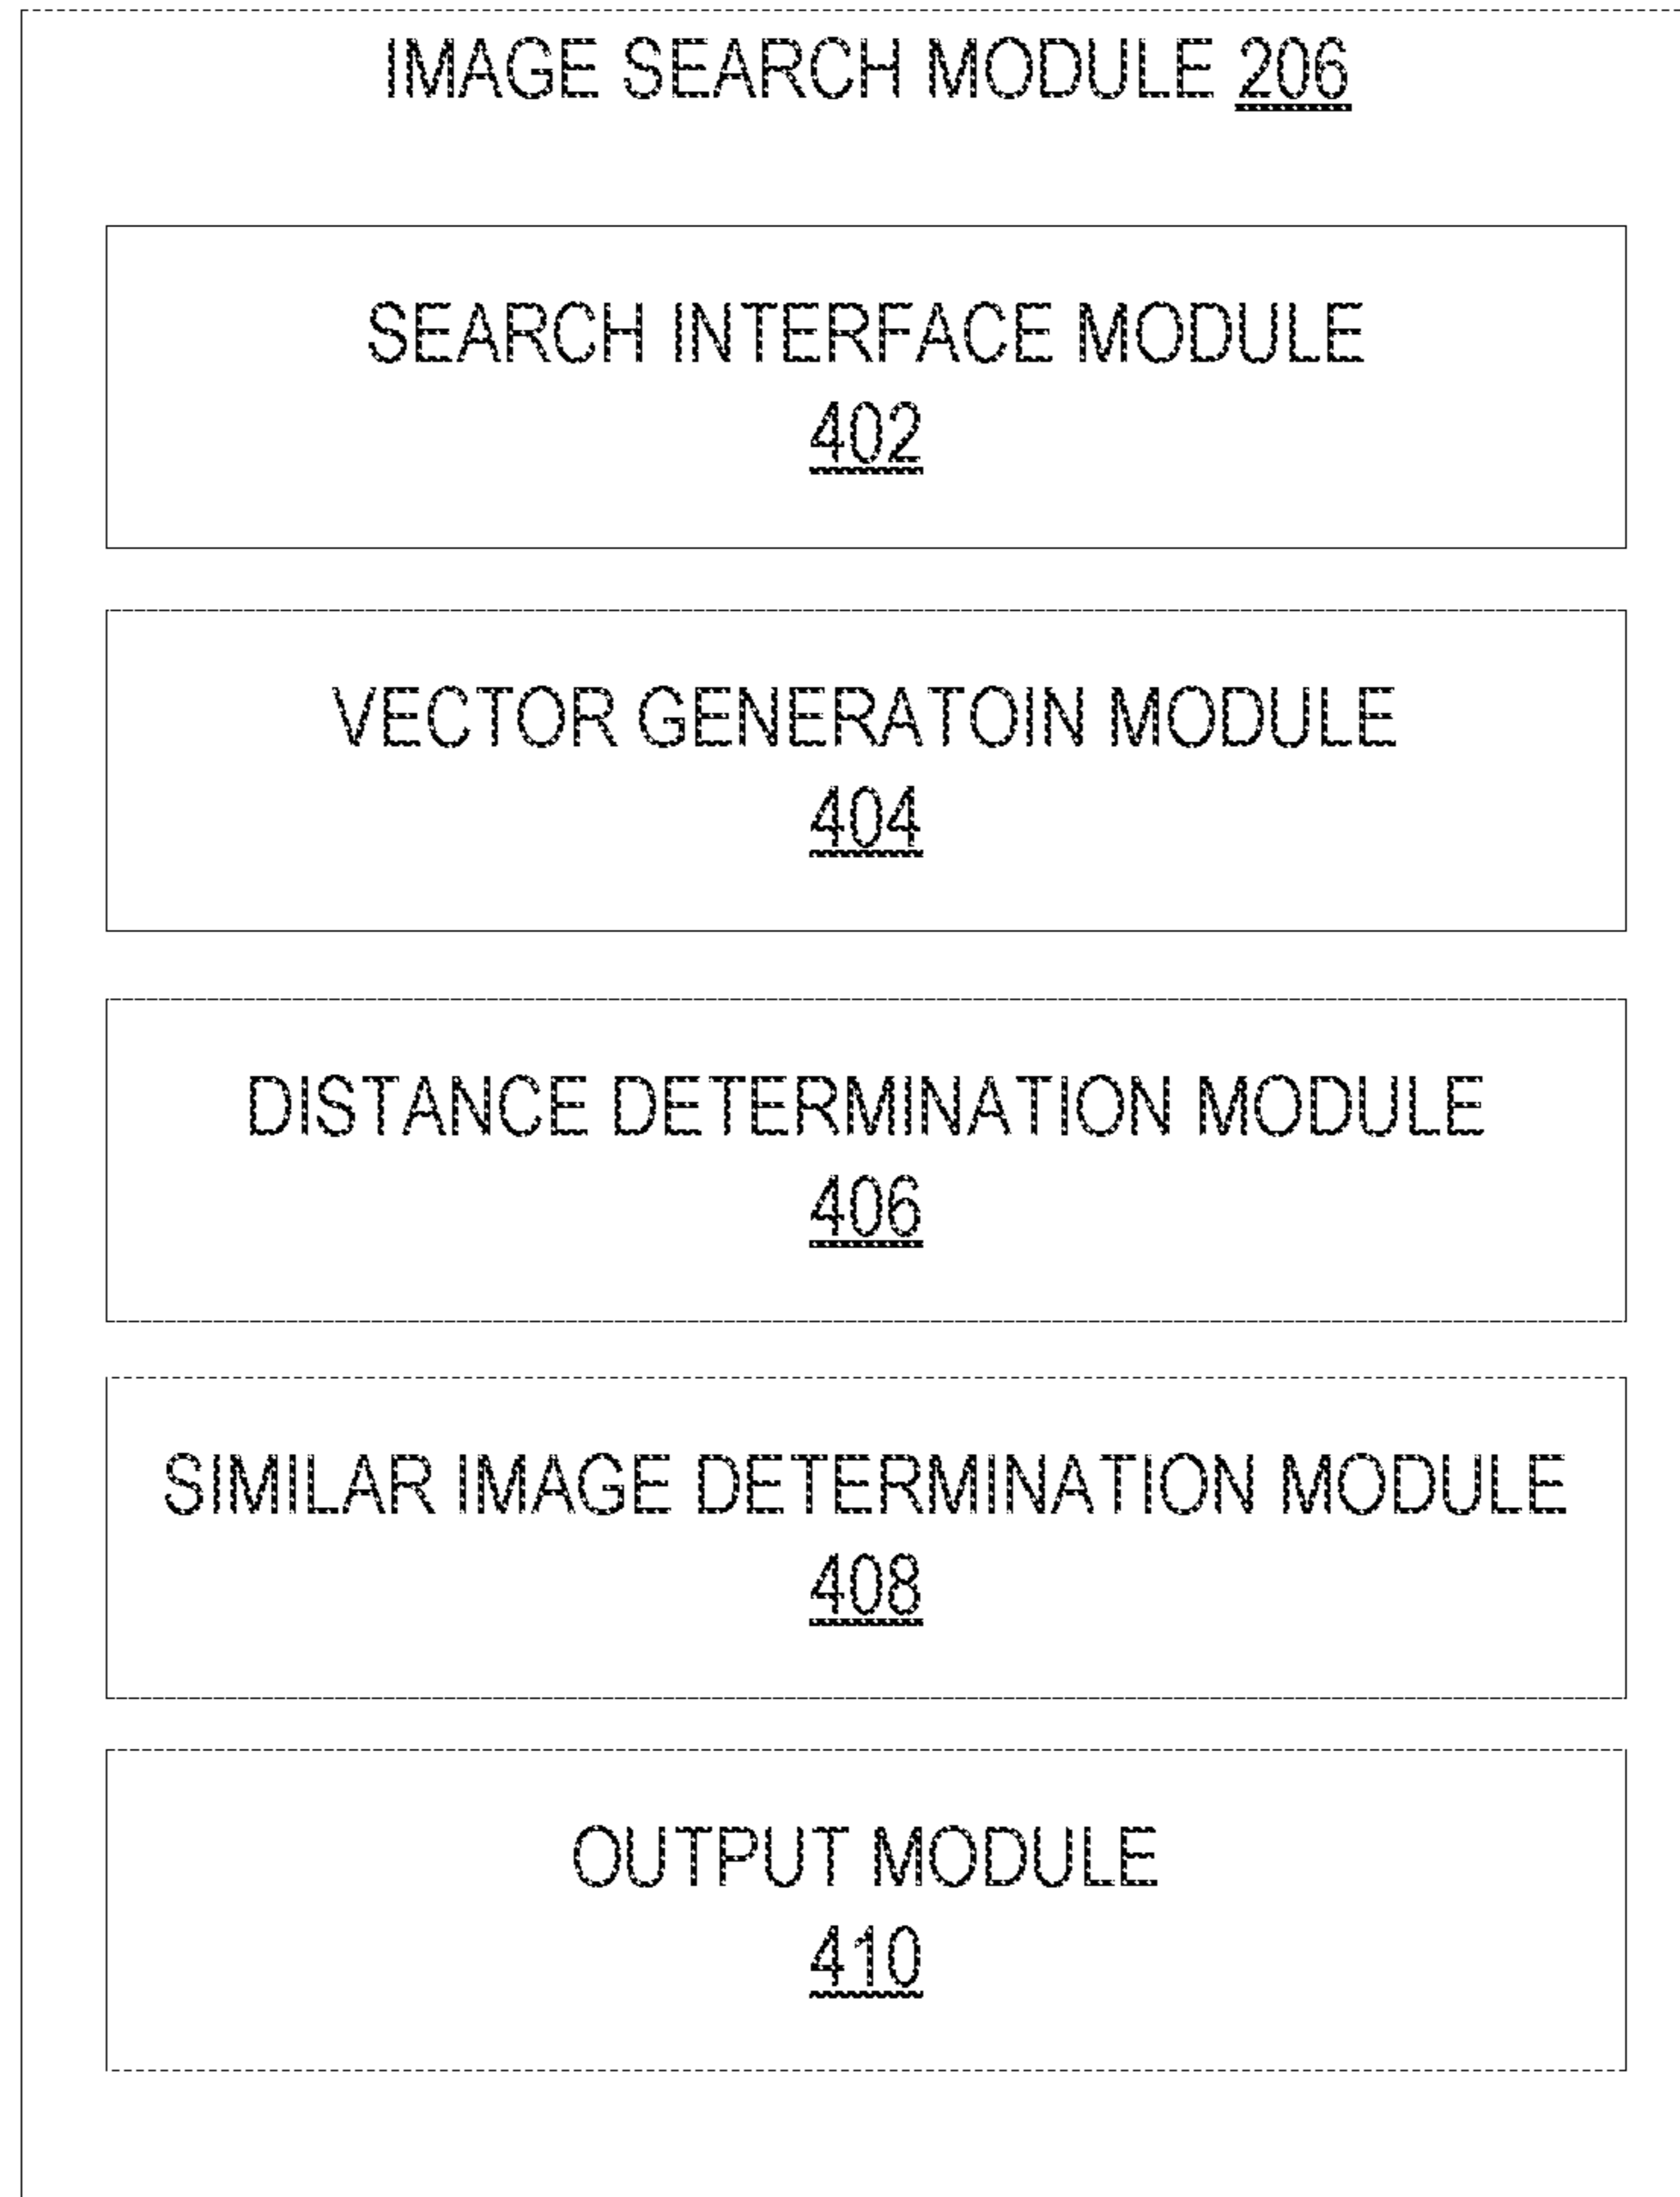 IMAGE SEARCH MODULE 206
SEARCH INTERFACE MODULE
402
VECTOR GENERATOIN MODULE
404
DISTANCE DETERMINATION MODULE
406
SIMILAR IMAGE DETERMINATION MODULE
408
OUTPUT MODULE
410